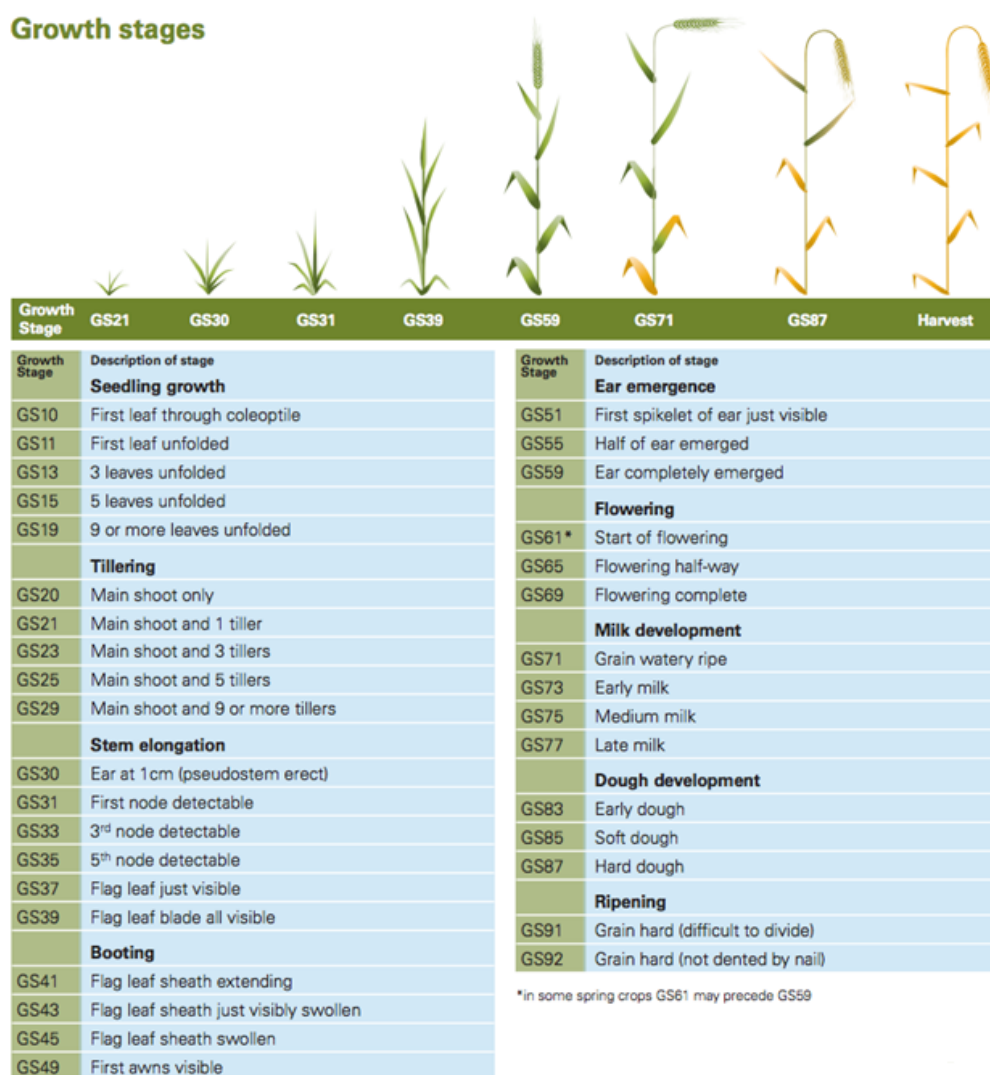 Growth stages
Growth Stage GS21 GS30 GS31 GS39 GS59 GS71 GS87 Harvest
Growth Stage Description of stage
Seedling growth
GS10 First leaf through coleoptile
GS11 First leaf unfolded
GS13 3 leaves unfolded
GS15 5 leaves unfolded
GS19 9 or more leaves unfolded
Tillering
GS20 Main shoot only
GS21 Main shoot and 1 tiller
GS23 Main shoot and 3 tillers
GS25 Main shoot and 5 tillers
GS29 Main shoot and 9 or more tillers
Stem elongation
GS30 Ear at 1cm (pseudostem erect)
GS31 First node detectable
GS33 3rd node detectable
GS35 5th node detectable
GS37 Flag leaf just visible
GS39 Flag leaf blade all visible
Booting
GS41 Flag leaf sheath extending
GS43 Flag leaf sheath just visibly swollen
GS45 Flag leaf sheath swollen
GS49 First awns visible
Growth Stage Description of stage
Ear emergence
GS51 First spikelet of ear just visible
GS55 Half of ear emerged
GS59 Ear completely emerged
Flowering
GS61* Start of flowering
GS65 Flowering half-way
GS69 Flowering complete
Milk development
GS71 Grain watery ripe
GS73 Early milk
GS75 Medium milk
GS77 Late milk
Dough development
GS83 Early dough
GS85 Soft dough
GS87 Hard dough
Ripening
GS91 Grain hard (difficult to divide)
GS92 Grain hard (not dented by nail)
*in some spring crops GS61 may precede GS59